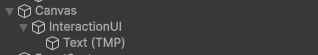 Canvas
InteractionUI
Text (TMP)